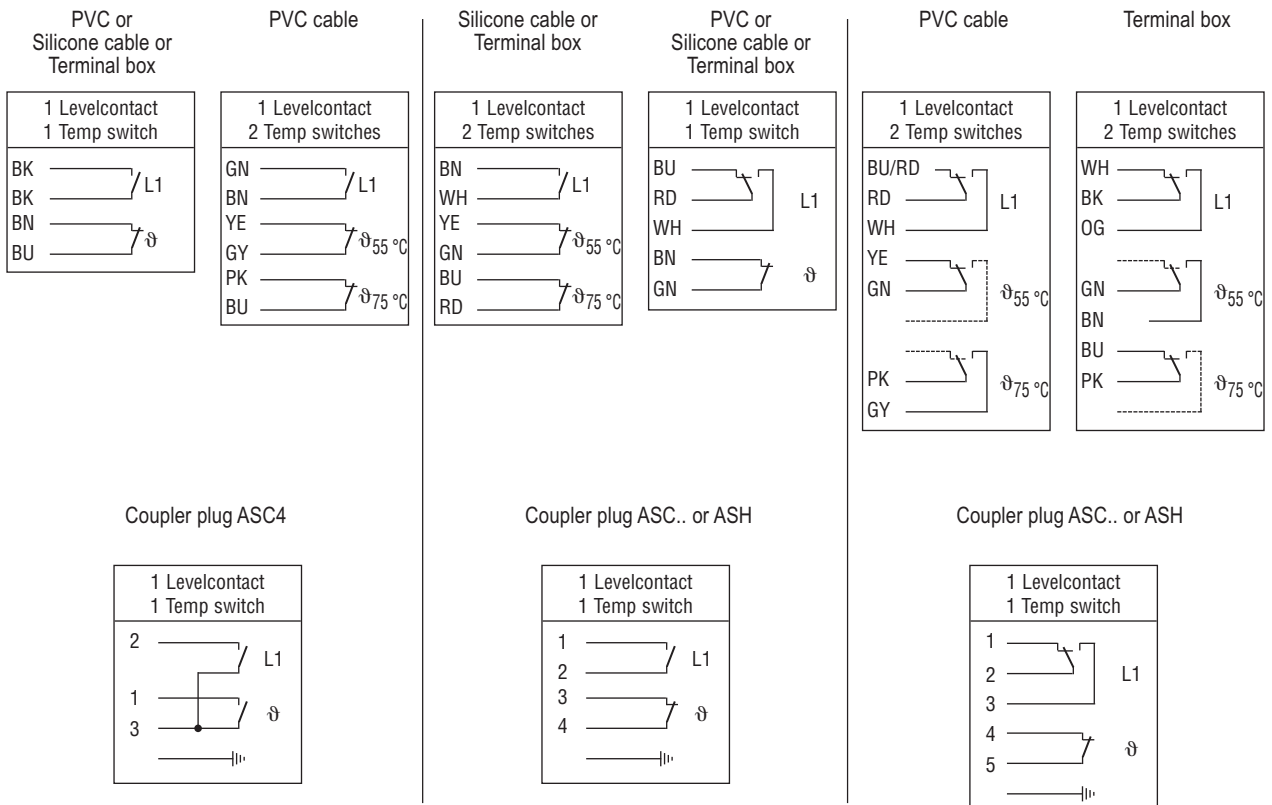 PVC or
Silicone cable or
Terminal box
1 Levelcontact
1 Temp switch
BK
BK
L1
BN
BU
ϑ
PVC cable
1 Levelcontact
2 Temp switches
GN
BN
L1
YE
GY
ϑ55 °C
PK
BU
ϑ75 °C
Silicone cable or
Terminal box
1 Levelcontact
2 Temp switches
BN
WH
L1
YE
GN
ϑ55 °C
BU
RD
ϑ75 °C
PVC or
Silicone cable or
Terminal box
1 Levelcontact
1 Temp switch
BU
RD
L1
WH
BN
GN
ϑ
PVC cable
1 Levelcontact
2 Temp switches
BU/RD
RD
L1
WH
YE
GN
ϑ55 °C
PK
ϑ75 °C
GY
Terminal box
1 Levelcontact
2 Temp switches
WH
BK
L1
OG
GN
ϑ55 °C
BN
BU
PK
ϑ75 °C
Coupler plug ASC4
1 Levelcontact
1 Temp switch
2
L1
1
ϑ
3
Coupler plug ASC.. or ASH
1 Levelcontact
1 Temp switch
1
L1
2
3
ϑ
4
Coupler plug ASC.. or ASH
1 Levelcontact
1 Temp switch
1
2
L1
3
4
ϑ
5